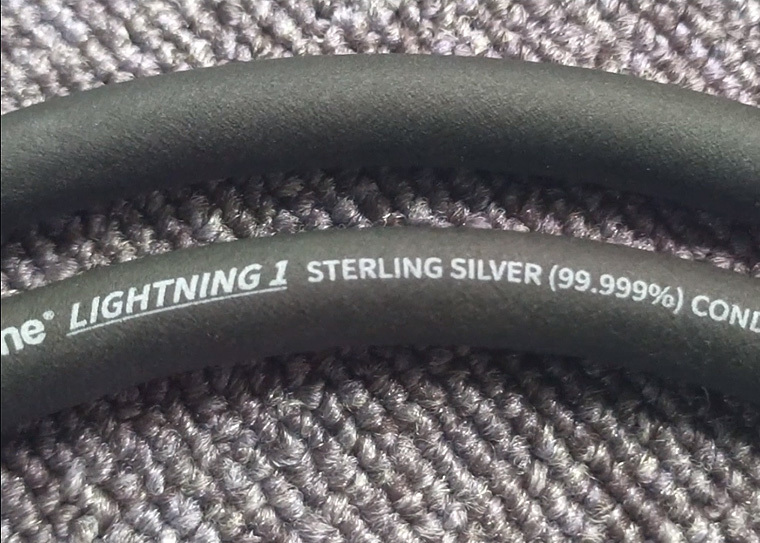 ne® LIGHTNING 1 STERLING SILVER (99.999%) COND